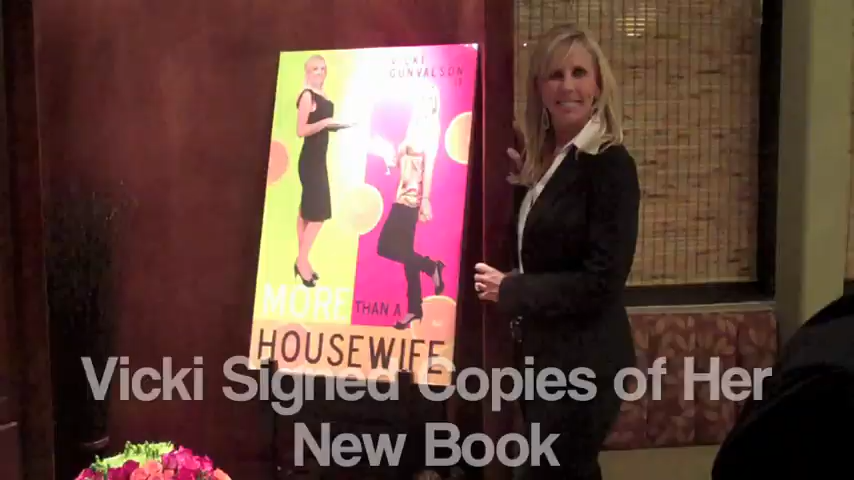 VICKI
GUNVALSON
MORE THAN A
HOUSEWIFE
Vicki Signed Copies of Her
New Book